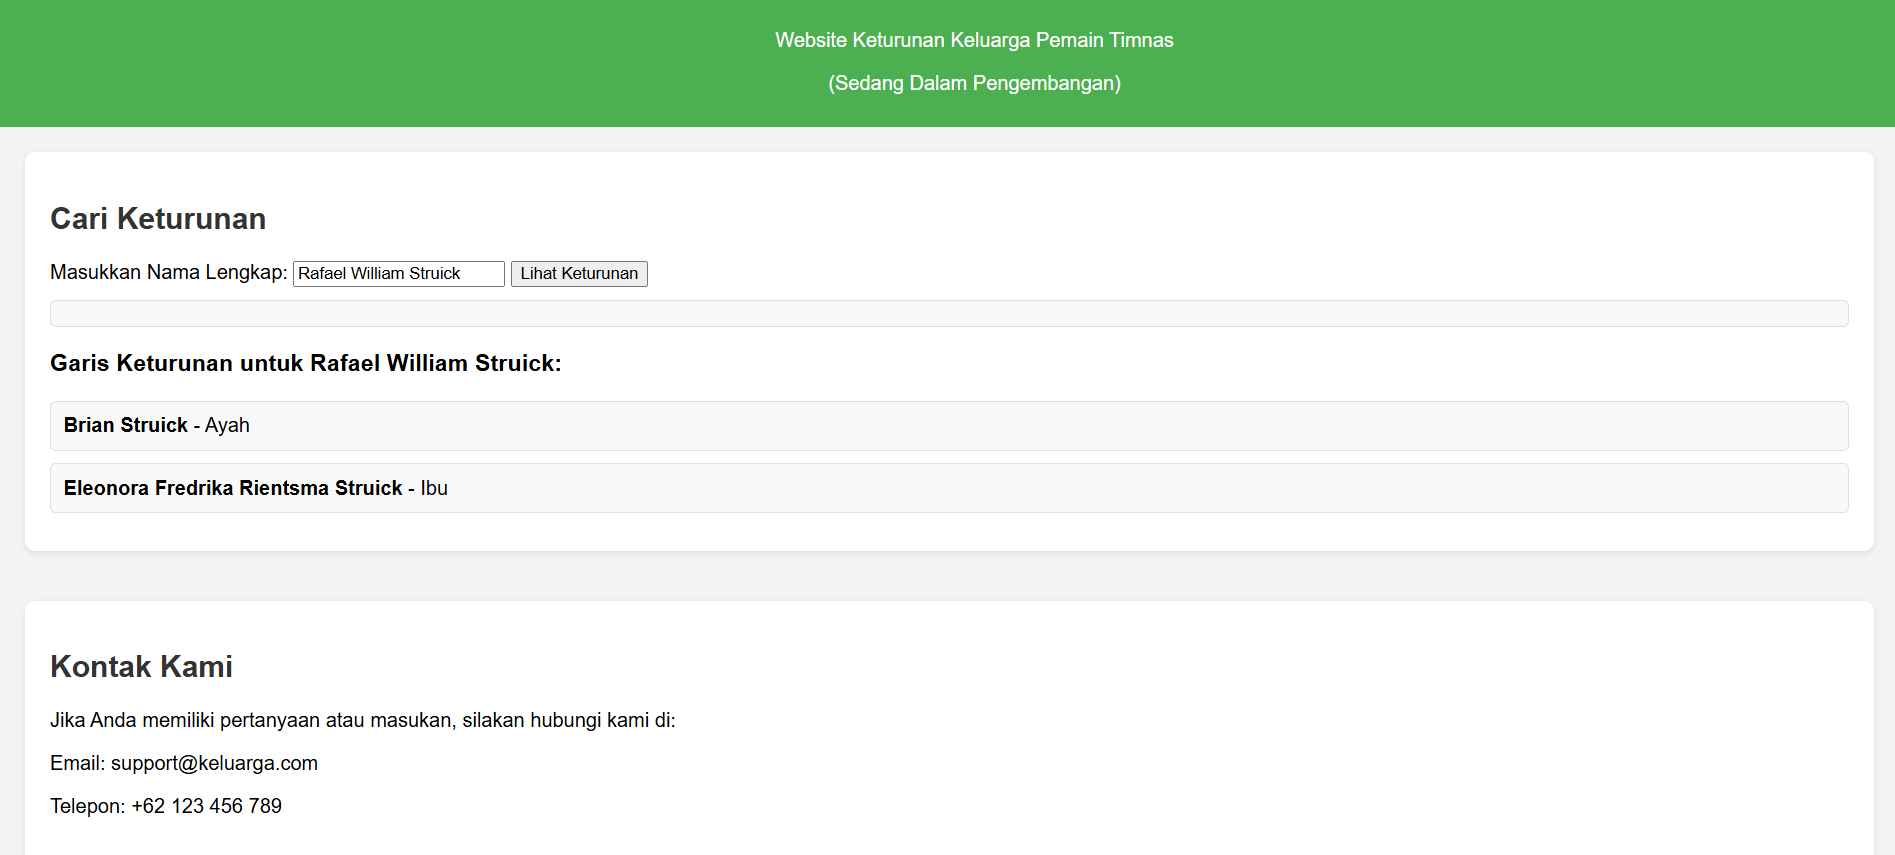 Website Keturunan Keluarga Pemain Timnas
(Sedang Dalam Pengembangan)
Cari Keturunan
Masukkan Nama Lengkap: Rafael William Struick Lihat Keturunan
Garis Keturunan untuk Rafael William Struick:
Brian Struick - Ayah
Eleonora Fredrika Rientsma Struick - Ibu
Kontak Kami
Jika Anda memiliki pertanyaan atau masukan, silakan hubungi kami di:
Email: support@keluarga.com
Telepon: +62 123 456 789